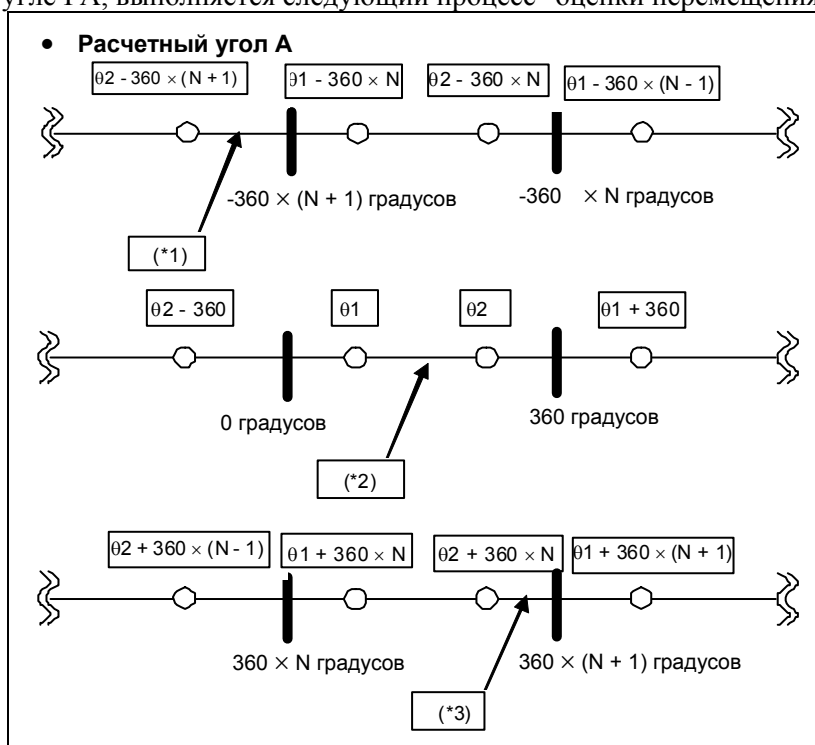 угле РА, выполняется следующий процесс "оценки перемещения
• Расчетный угол А
θ2 - 360 × (N + 1) θ1 - 360 × N θ2 - 360 × N θ1 - 360 × (N - 1)
-360 × (N + 1) градусов -360 × N градусов
(*1)
θ2 - 360 θ1 θ2 θ1 + 360
0 градусов 360 градусов
(*2)
θ2 + 360 × (N - 1) θ1 + 360 × N θ2 + 360 × N θ1 + 360 × (N + 1)
360 × N градусов 360 × (N + 1) градусов
(*3)